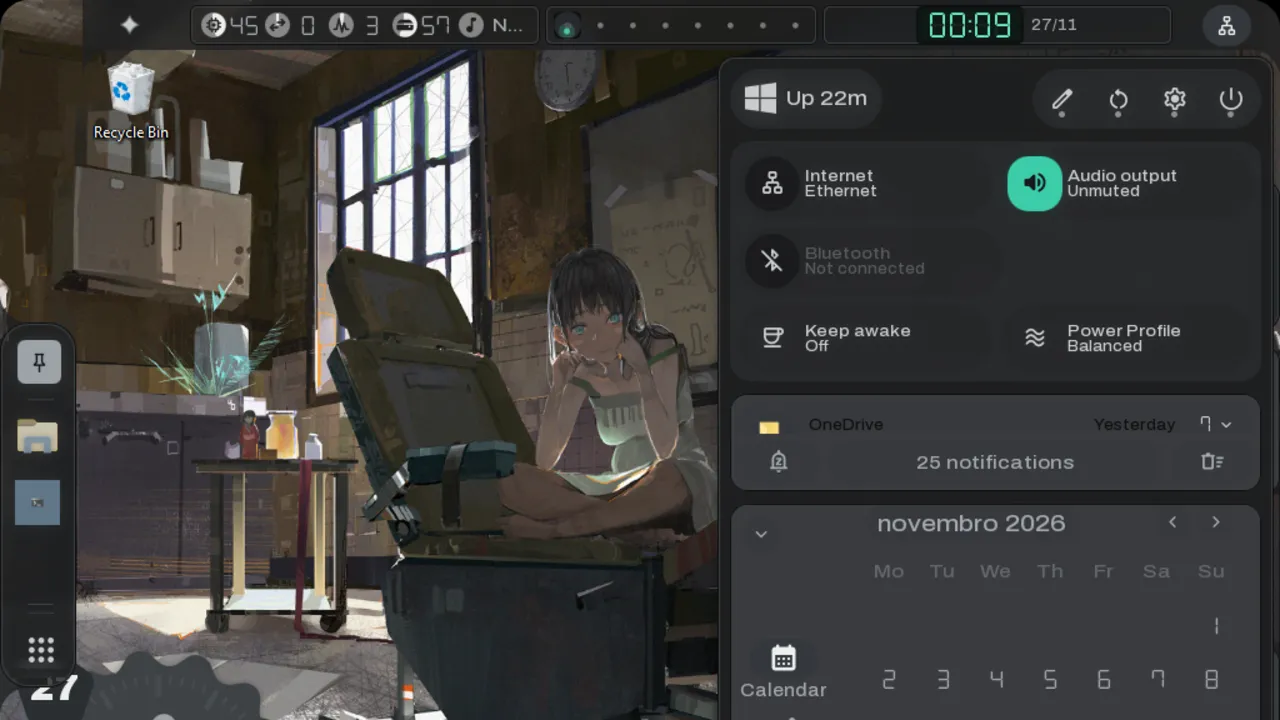 45 0 3 57 N...
00:09 27/11
Recycle Bin
Up 22m
Internet
Ethernet
Audio output
Unmuted
Bluetooth
Not connected
Keep awake
Off
Power Profile
Balanced
OneDrive Yesterday 7
25 notifications
novembro 2026
Mo Tu We Th Fr Sa Su
1
2 3 4 5 6 7 8
Calendar
27